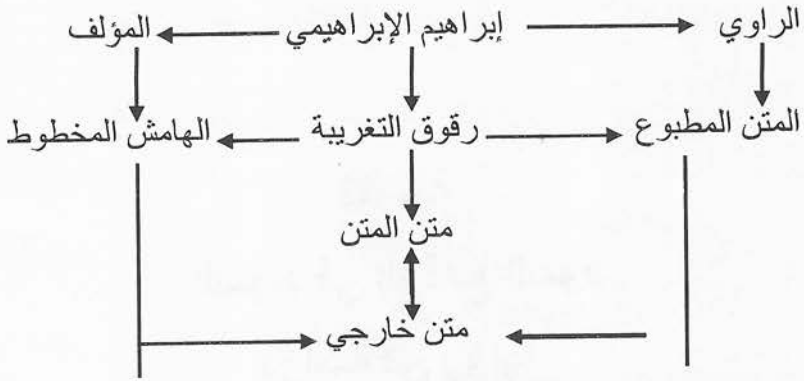 الراوي إبراهيم الإبراهيمي المؤلف
المتن المطبوع رقوق التغريبة الهامش المخطوط
متن المتن
متن خارجي